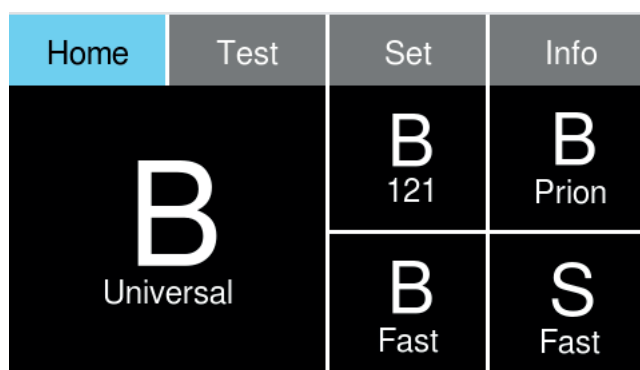 Home Test Set Info
B
Universal
B
121
B
Prion
B
Fast
S
Fast